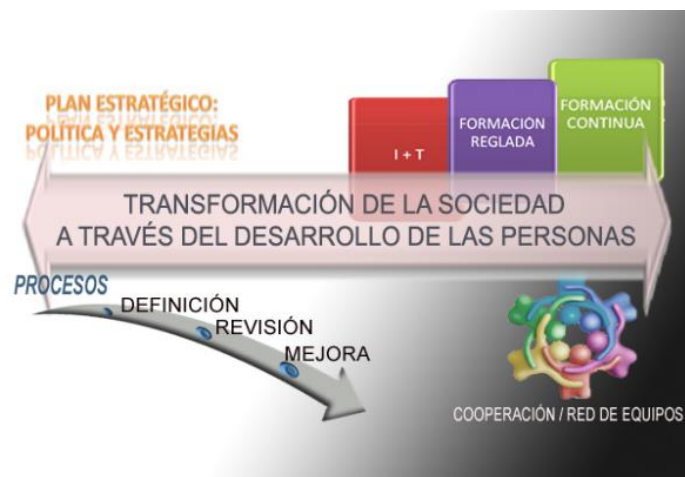 PLAN ESTRATÉGICO:
POLÍTICA Y ESTRATEGIAS
I + T
FORMACIÓN
REGLADA
FORMACIÓN
CONTINUA
TRANSFORMACIÓN DE LA SOCIEDAD
A TRAVÉS DEL DESARROLLO DE LAS PERSONAS
PROCESOS
DEFINICIÓN
REVISIÓN
MEJORA
COOPERACIÓN / RED DE EQUIPOS